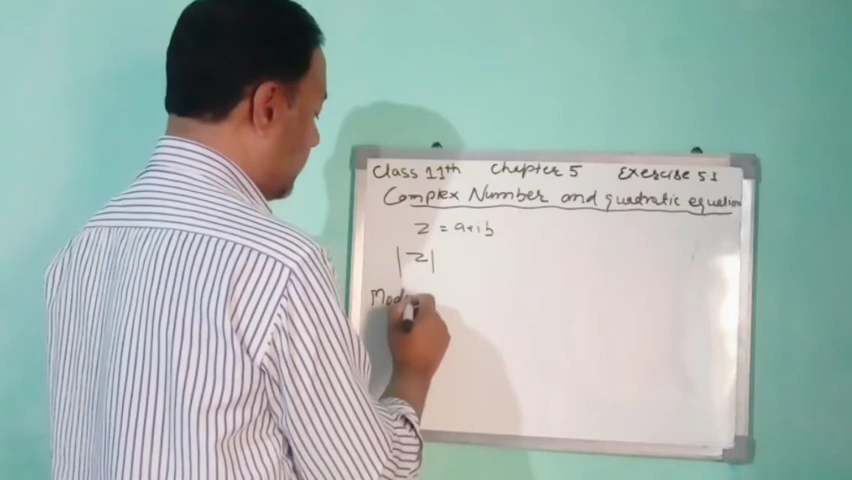 Class 11th Chapter 5 Exercise 5.1
Complex Number and quadratic equation
z = a+ib
|z|
Mod